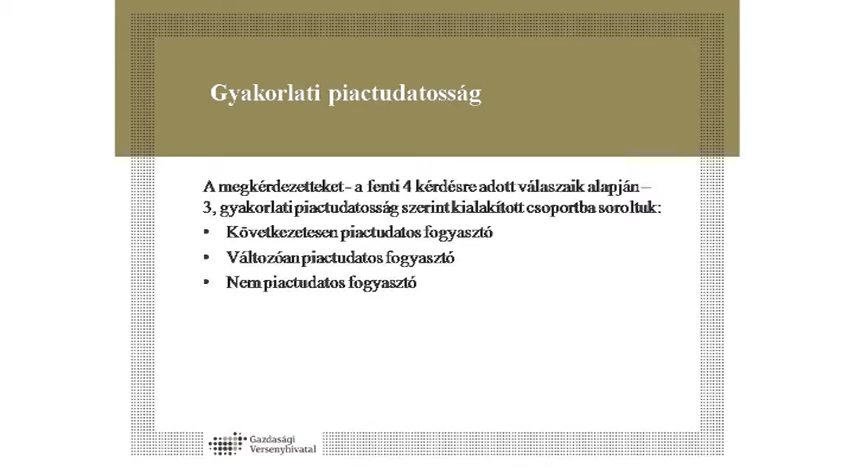 Gyakorlati piactudatosság
A megkérdezetteket - a fenti 4 kérdésre adott válaszaik alapján –
3, gyakorlati piactudatosság szerint kialakított csoportba soroltuk:
• Következetesen piactudatos fogyasztó
• Változóan piactudatos fogyasztó
• Nem piactudatos fogyasztó
Gazdasági
Versenyhivatal